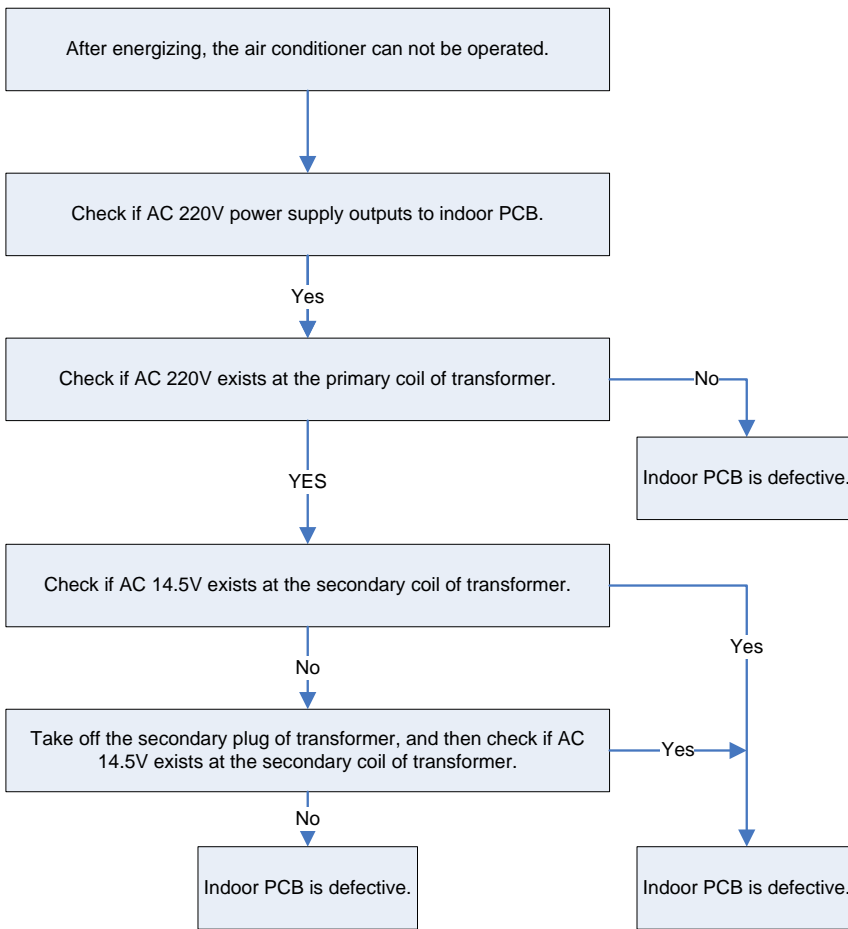 After energizing, the air conditioner can not be operated.
Check if AC 220V power supply outputs to indoor PCB.
Yes
Check if AC 220V exists at the primary coil of transformer.
No
Indoor PCB is defective.
YES
Check if AC 14.5V exists at the secondary coil of transformer.
Yes
No
Take off the secondary plug of transformer, and then check if AC
14.5V exists at the secondary coil of transformer.
Yes
No
Indoor PCB is defective.
Indoor PCB is defective.